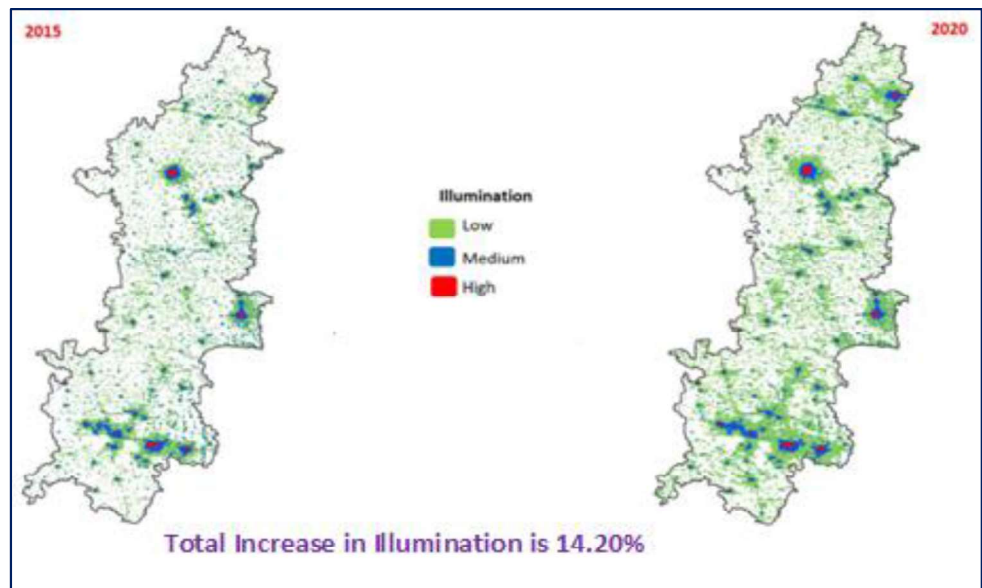 2015
2020
Illumination
Low
Medium
High
Total Increase in Illumination is 14.20%